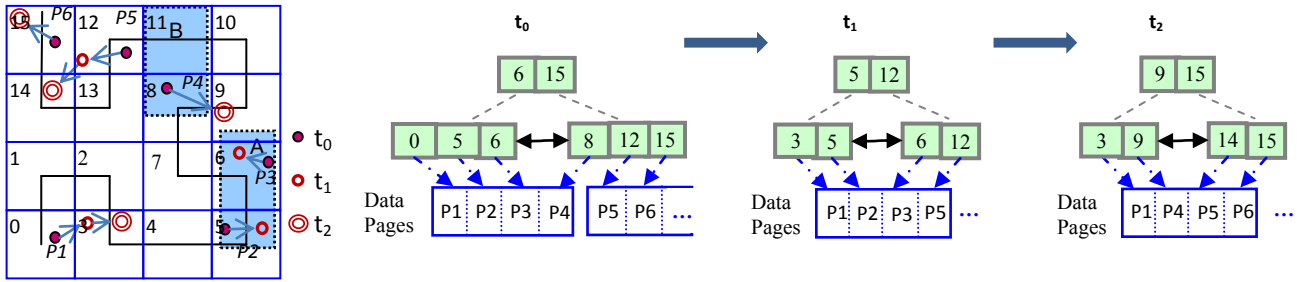 15 P6 12 P5 11 B 10
14 13 8 P4 9
1 2 7 6 A P3
0 3 P1 4 5 P2
t0
t1
t2
t0 t1 t2
6 15
5 12
9 15
0 5 6 8 12 15
3 5 6 12
3 9 14 15
Data Pages P1 P2 P3 P4 P5 P6 ...
Data Pages P1 P2 P3 P5 ...
Data Pages P1 P4 P5 P6 ...